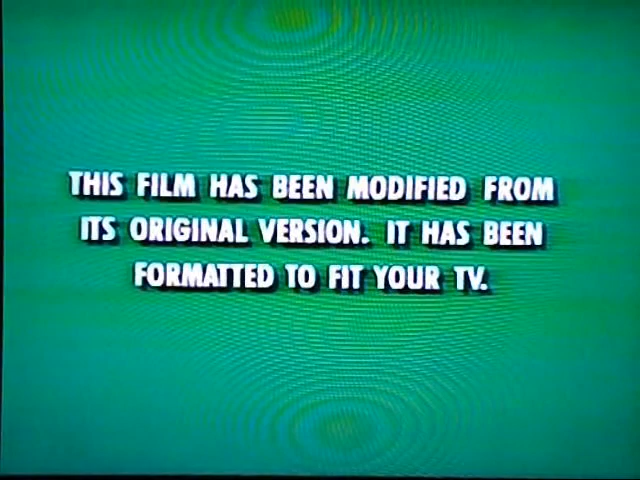 THIS FILM HAS BEEN MODIFIED FROM
ITS ORIGINAL VERSION. IT HAS BEEN
FORMATTED TO FIT YOUR TV.